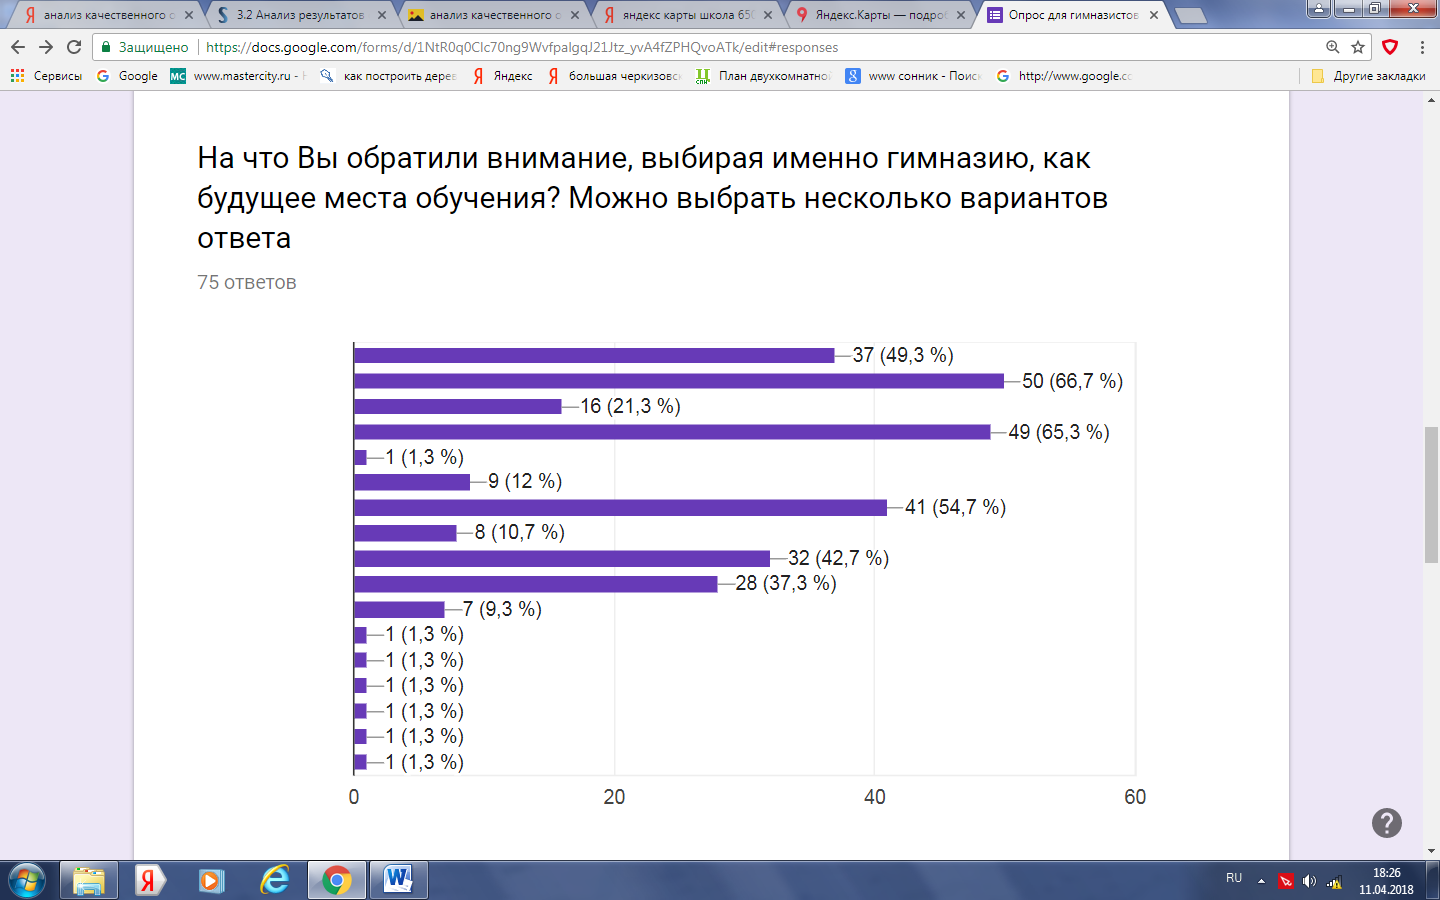 анализ качественного о
3.2 Анализ результатов
анализ качественного о
яндекс карты школа 650
Яндекс.Карты — подроб
Опрос для гимназистов
Защищено
https://docs.google.com/forms/d/1NtR0q0Clc70ng9WvfpalgqJ21Jtz_yvA4fZPHQvoATk/edit#responses
Сервисы
Google
www.mastercity.ru - Н
как построить дерев
Яндекс
большая черкизовс
План двухкомнатной
www сонник - Поиск
http://www.google.co
Другие закладки
На что Вы обратили внимание, выбирая именно гимназию, как
будущее места обучения? Можно выбрать несколько вариантов
ответа
75 ответов
37 (49,3 %)
50 (66,7 %)
16 (21,3 %)
49 (65,3 %)
1 (1,3 %)
9 (12 %)
41 (54,7 %)
8 (10,7 %)
32 (42,7 %)
28 (37,3 %)
7 (9,3 %)
1 (1,3 %)
1 (1,3 %)
1 (1,3 %)
1 (1,3 %)
1 (1,3 %)
1 (1,3 %)
0 20 40 60
RU
18:26
11.04.2018